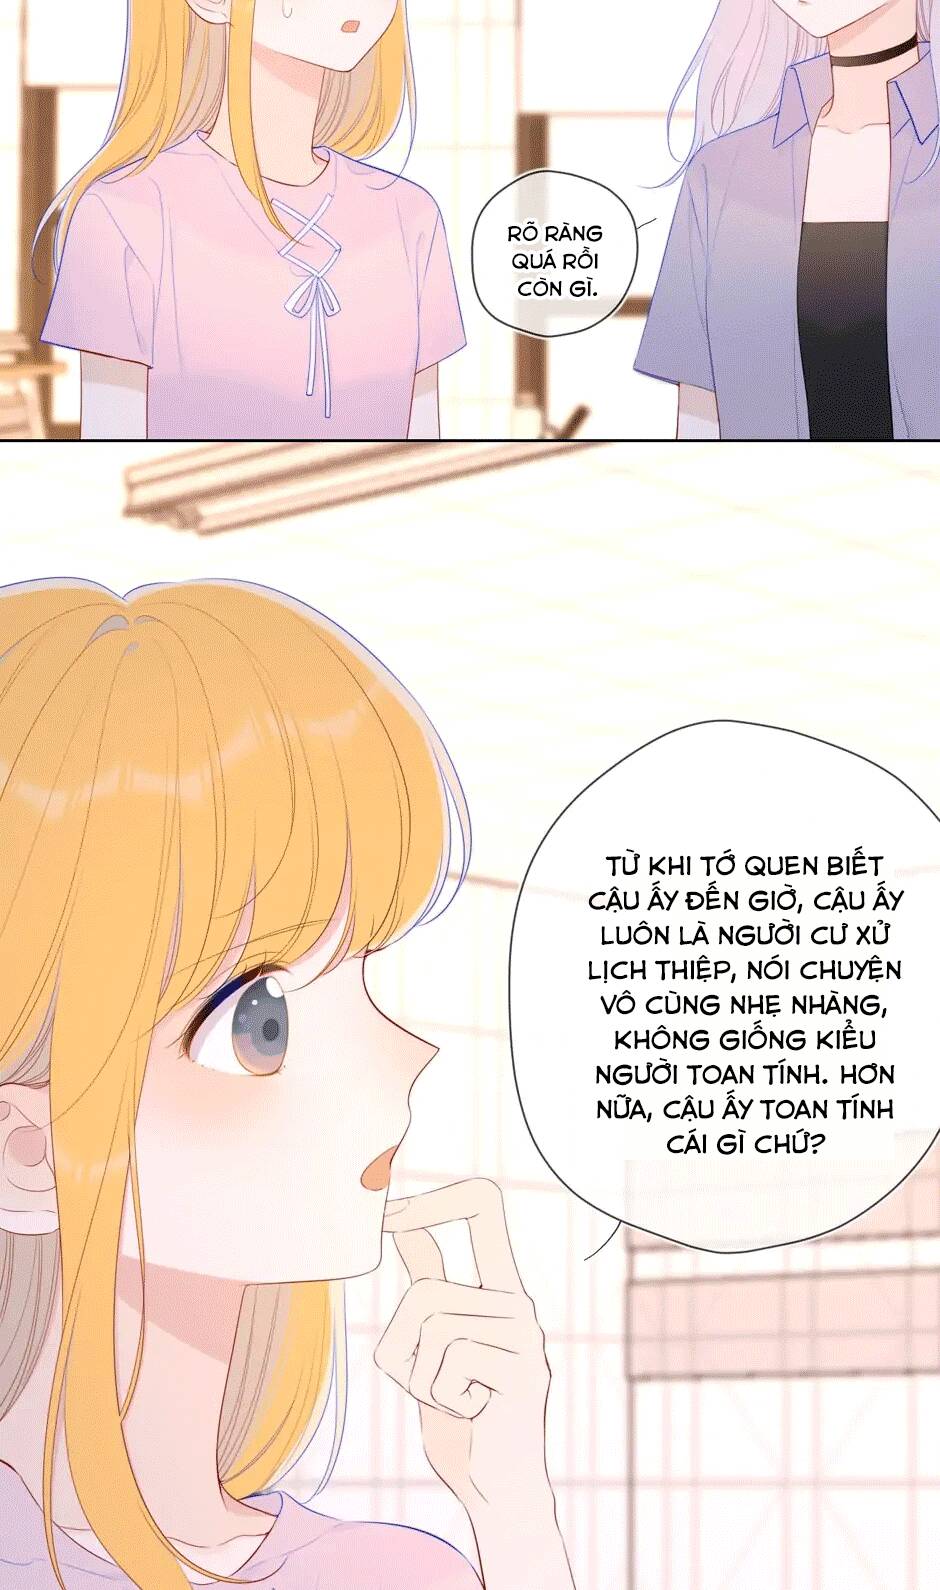 RÕ RÀNG
QUÁ RỒI
CÒN GÌ.
TỪ KHI TỚ QUEN BIẾT
CẬU ẤY ĐẾN GIỜ, CẬU ẤY
LUÔN LÀ NGƯỜI CƯ XỬ
LỊCH THIỆP, NÓI CHUYỆN
VÔ CÙNG NHẸ NHÀNG,
KHÔNG GIỐNG KIỂU
NGƯỜI TOAN TÍNH. HƠN
NỮA, CẬU ẤY TOAN TÍNH
CÁI GÌ CHỨ?